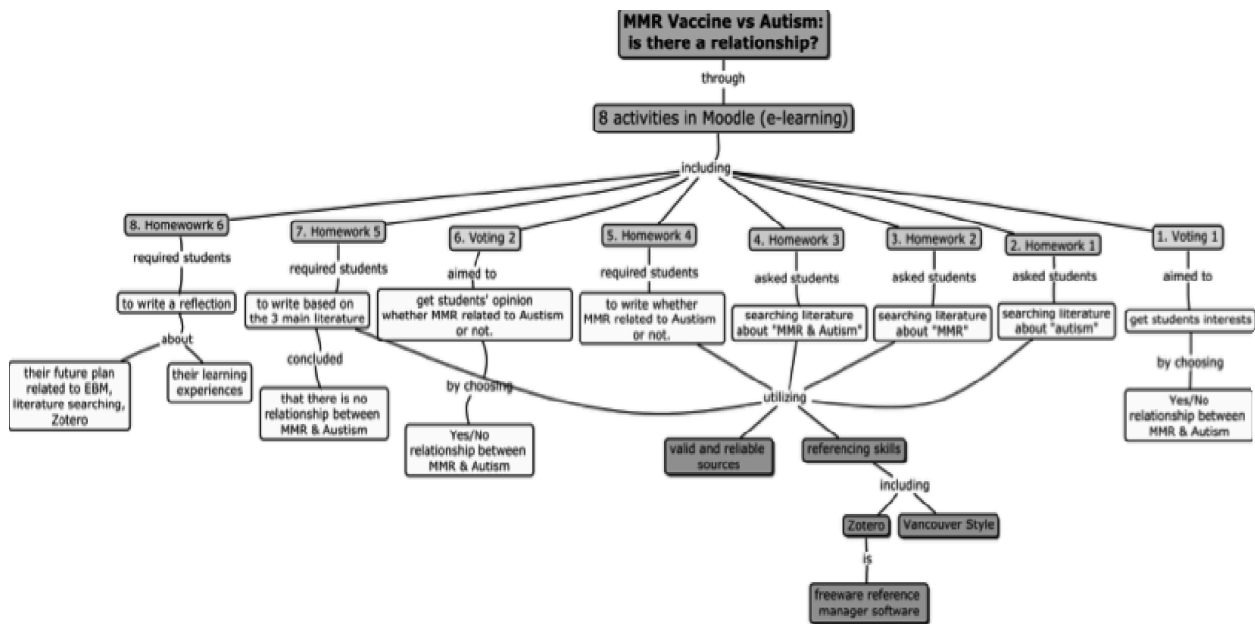 MMR Vaccine vs Autism:
is there a relationship?
through
8 activities in Moodle (e-learning)
including
8. Homewowrk 6
7. Homework 5
6. Voting 2
5. Homework 4
4. Homework 3
3. Homework 2
2. Homework 1
1. Voting 1
required students
required students
aimed to
required students
asked students
asked students
asked students
aimed to
to write a reflection
to write based on
the 3 main literature
get students' opinion
whether MMR related to Austism
or not.
to write whether
MMR related to Austism
or not.
searching literature
about "MMR & Autism"
searching literature
about "MMR"
searching literature
about "autism"
get students interests
about
concluded
by choosing
utilizing
by choosing
their future plan
related to EBM,
literature searching,
Zotero
their learning
experiences
that there is no
relationship between
MMR & Austism
Yes/No
relationship between
MMR & Autism
valid and reliable
sources
referencing skills
Yes/No
relationship between
MMR & Autism
including
Zotero
Vancouver Style
is
freeware reference
manager software